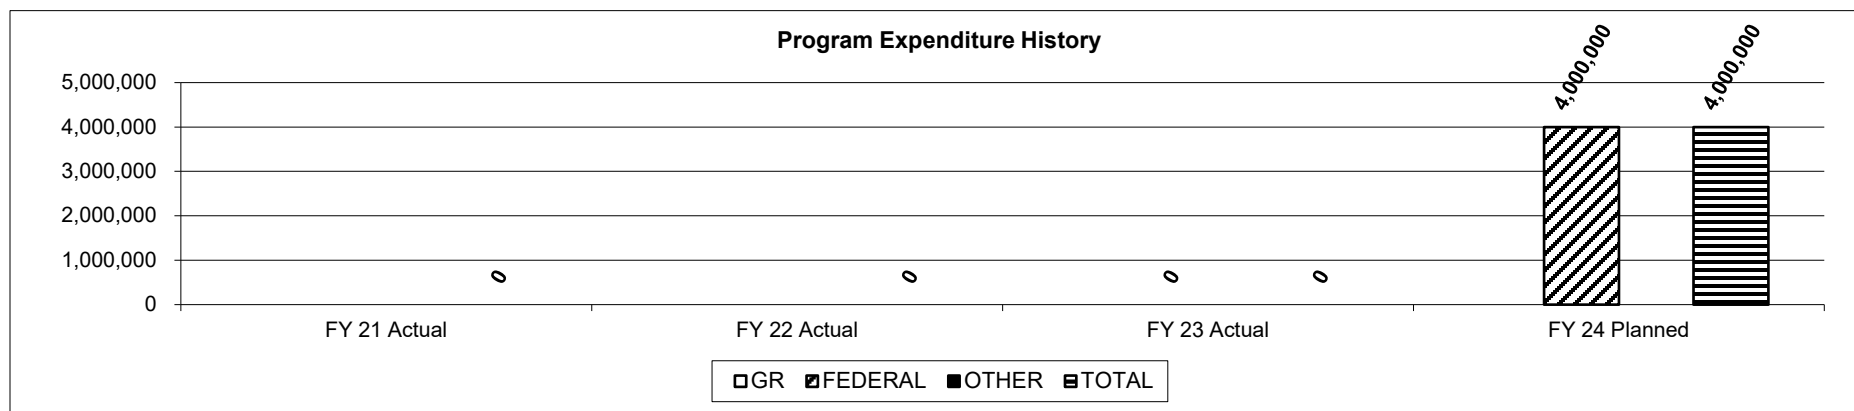 Program Expenditure History
5,000,000
4,000,000
3,000,000
2,000,000
1,000,000
0
0
0
0
0
4,000,000
4,000,000
FY 21 Actual
FY 22 Actual
FY 23 Actual
FY 24 Planned
GR FEDERAL OTHER TOTAL